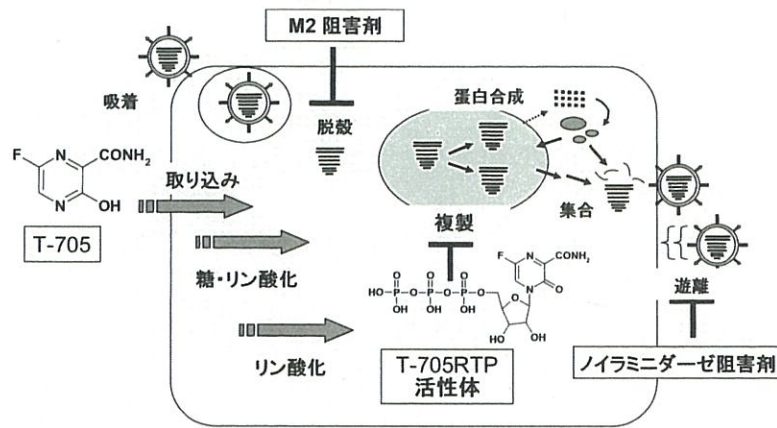 M2 阻害剤
吸着
脱殻
蛋白合成
F
N
CONH₂
N
OH
取り込み
T-705
複製
集合
遊離
糖・リン酸化
F
N
CONH₂
N
O
O
O
O
HO-P-O-P-O-P-O
OH
OH
OH
O
HO
OH
リン酸化
T-705RTP
活性体
ノイラミニダーゼ阻害剤